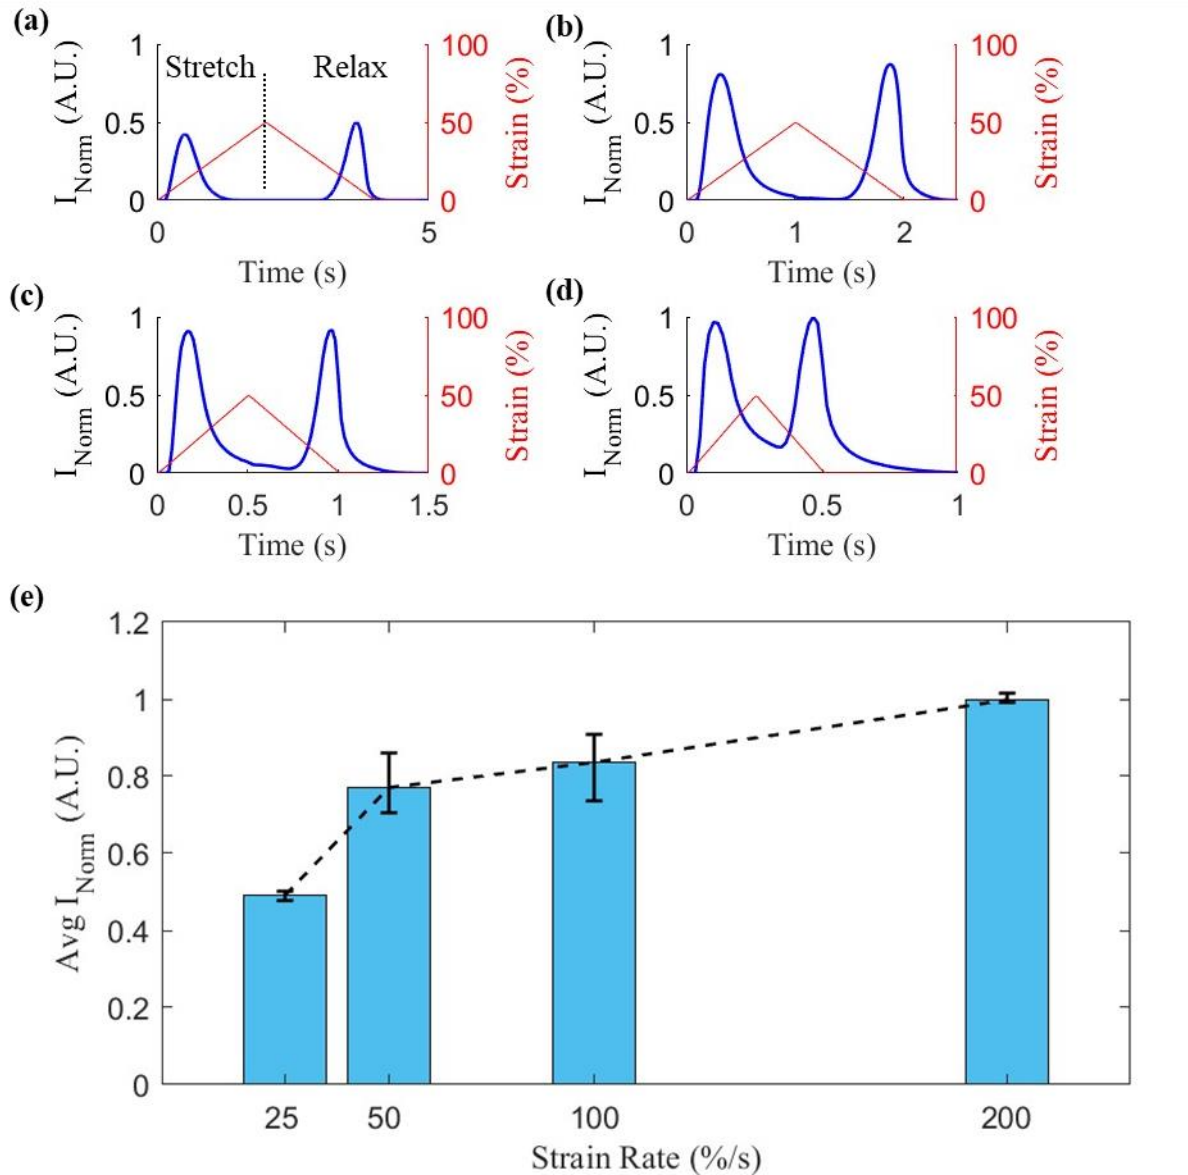 (a)
I_Norm (A.U.)
1
0.5
0
Stretch
Relax
100
50
0
Strain (%)
0
5
Time (s)
(b)
I_Norm (A.U.)
1
0.5
0
100
50
0
Strain (%)
0 1 2
Time (s)
(c)
I_Norm (A.U.)
1
0.5
0
100
50
0
Strain (%)
0 0.5 1 1.5
Time (s)
(d)
I_Norm (A.U.)
1
0.5
0
100
50
0
Strain (%)
0 0.5 1
Time (s)
(e)
Avg I_Norm (A.U.)
1.2
1
0.8
0.6
0.4
0.2
0
25 50 100 200
Strain Rate (%/s)